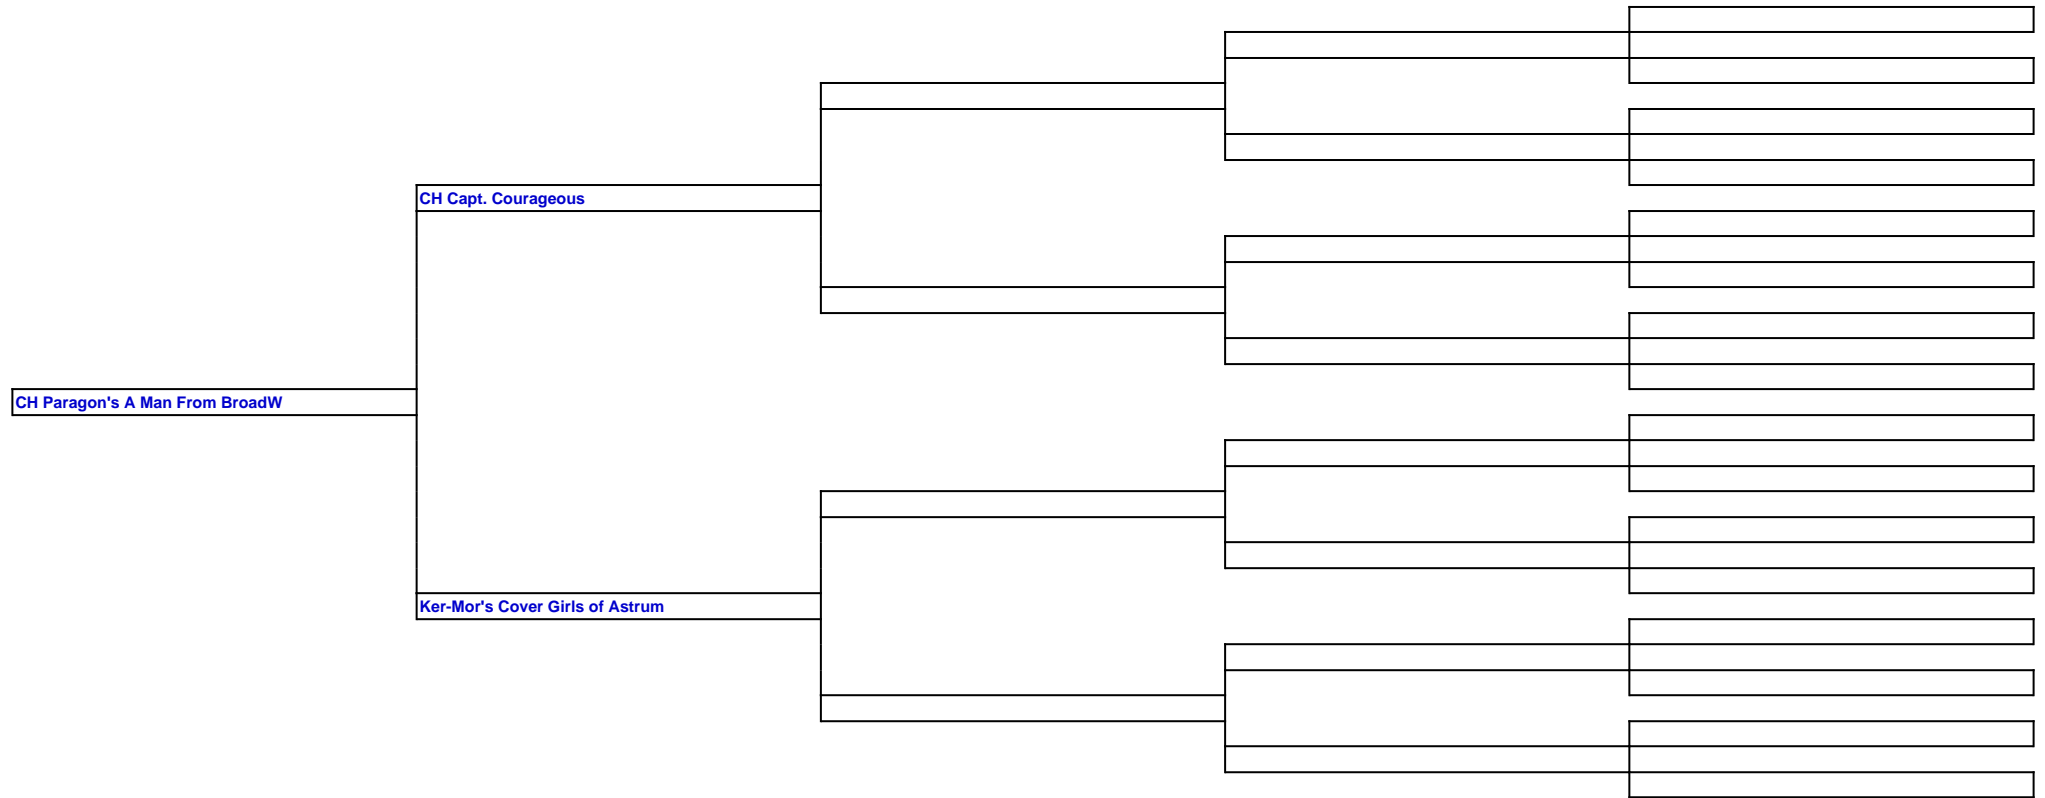 CH Capt. Courageous
CH Paragon's A Man From BroadW
Ker-Mor's Cover Girls of Astrum